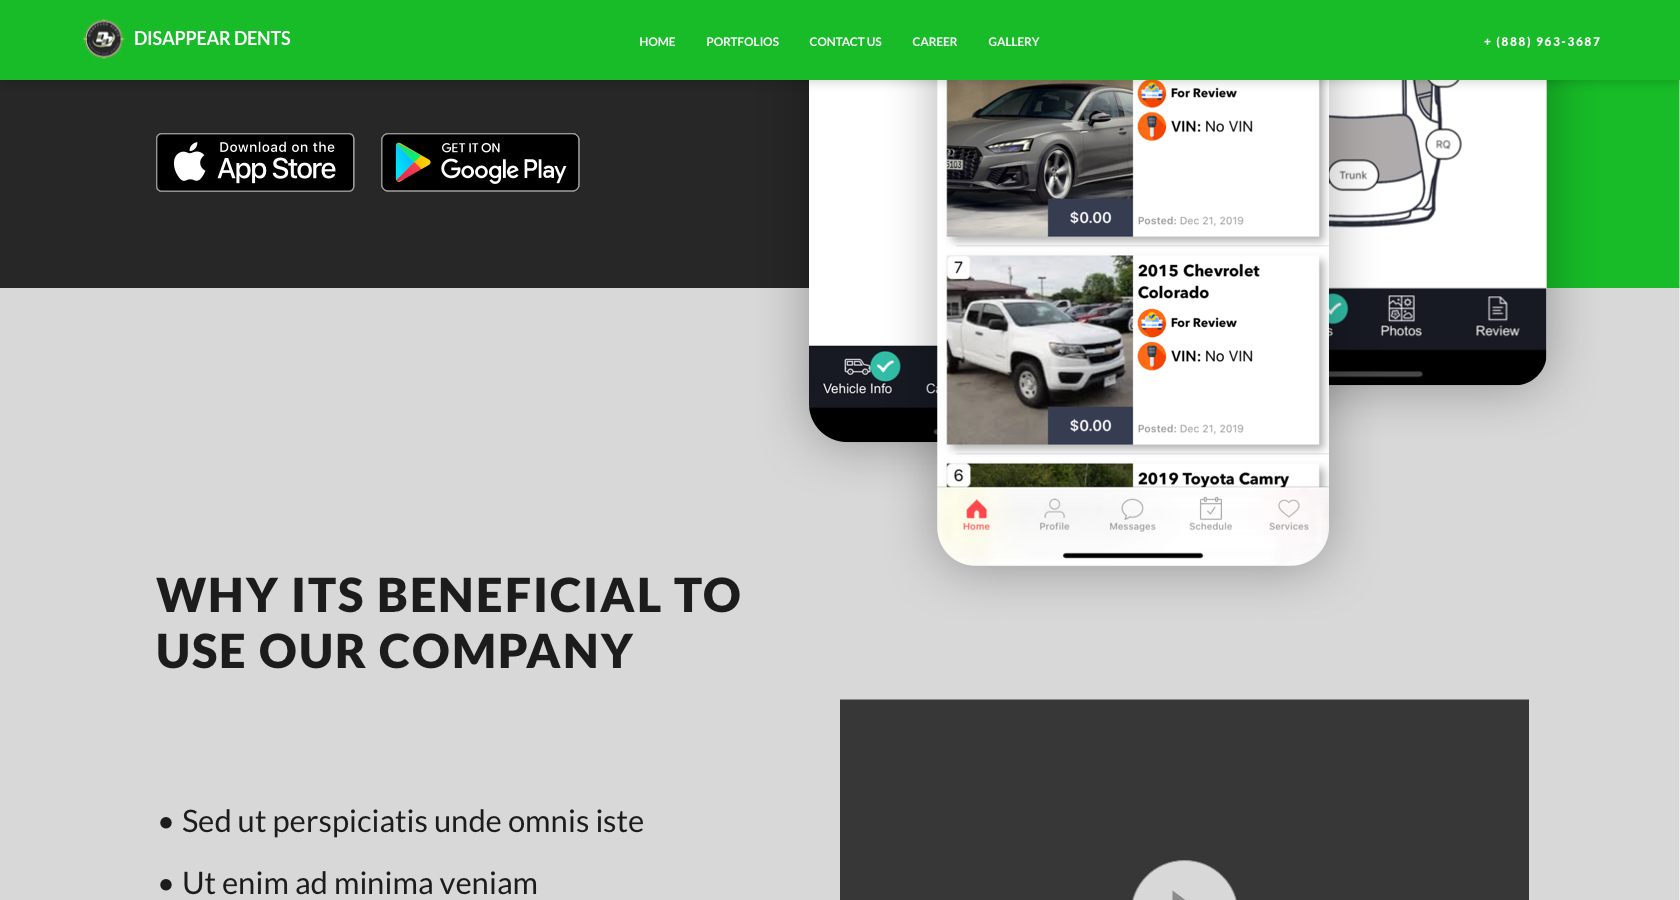 DISAPPEAR DENTS
HOME PORTFOLIOS CONTACT US CAREER GALLERY
+ (888) 963-3687
Download on the
App Store
GET IT ON
Google Play
For Review
VIN: No VIN
$0.00
Posted: Dec 21, 2019
7
2015 Chevrolet
Colorado
For Review
VIN: No VIN
$0.00
Posted: Dec 21, 2019
6
2019 Toyota Camry
Home Profile Messages Schedule Services
Vehicle Info
RQ
Trunk
Photos Review
WHY ITS BENEFICIAL TO
USE OUR COMPANY
• Sed ut perspiciatis unde omnis iste
• Ut enim ad minima veniam